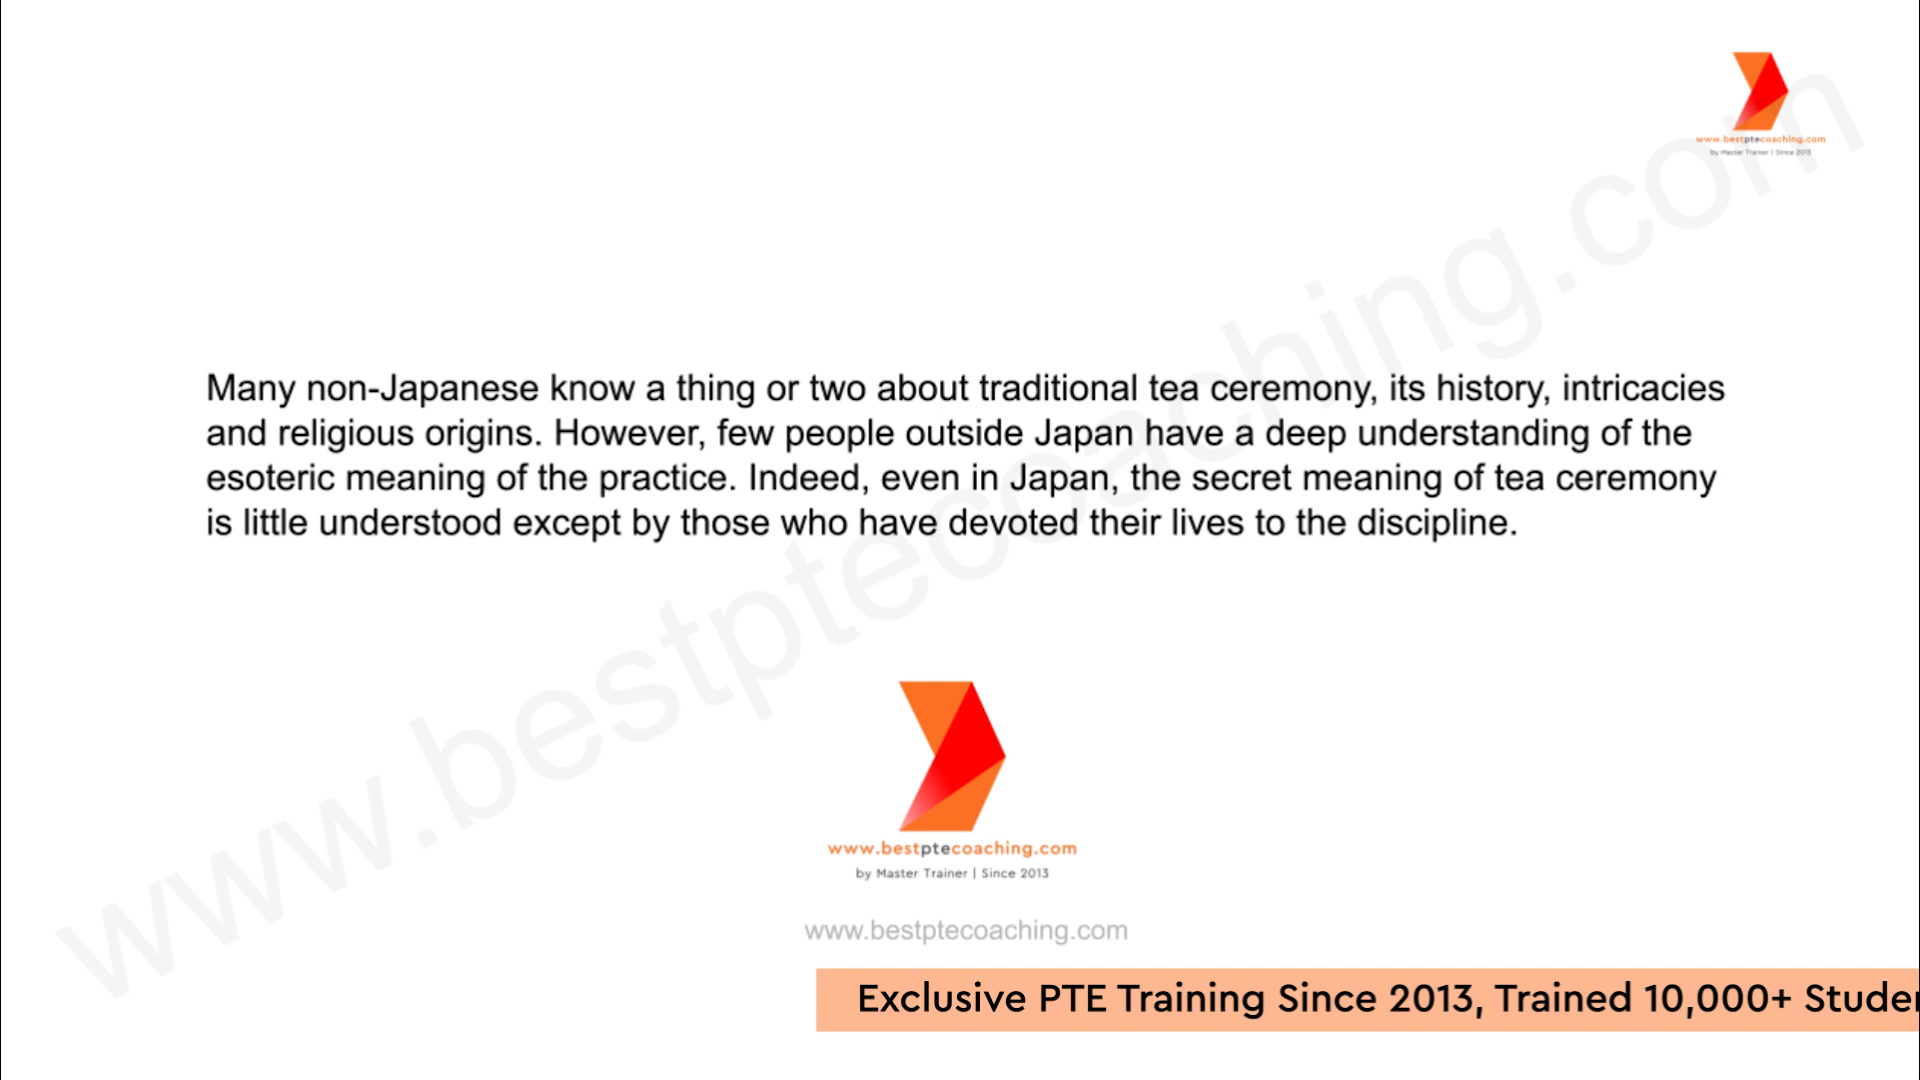 www.bestptecoaching.com
by Master Trainer | Since 2013
Many non-Japanese know a thing or two about traditional tea ceremony, its history, intricacies
and religious origins. However, few people outside Japan have a deep understanding of the
esoteric meaning of the practice. Indeed, even in Japan, the secret meaning of tea ceremony
is little understood except by those who have devoted their lives to the discipline.
www.bestptecoaching.com
www.bestptecoaching.com
by Master Trainer | Since 2013
www.bestptecoaching.com
Exclusive PTE Training Since 2013, Trained 10,000+